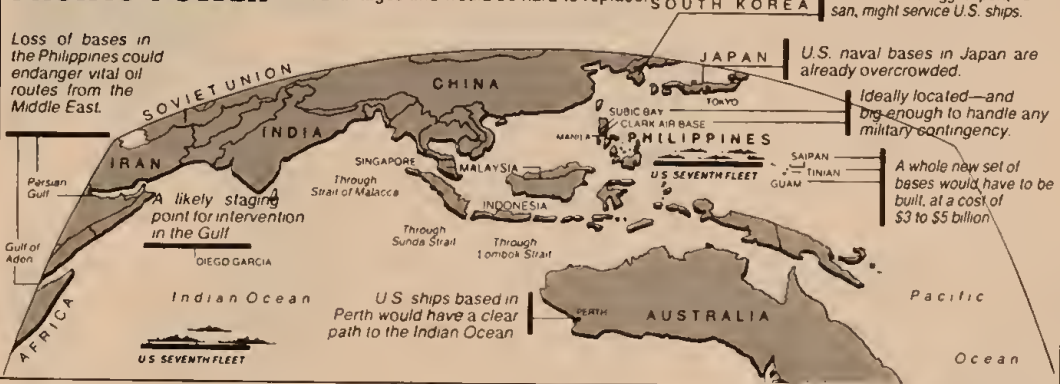 SOUTH KOREA
san, might service U.S. ships.
Loss of bases in
the Philippines could
endanger vital oil
routes from the
Middle East.
SOVIET UNION
CHINA
JAPAN
TOKYO
U.S. naval bases in Japan are
already overcrowded.
Ideally located—and
big enough to handle any
military contingency.
SUBIC BAY
CLARK AIR BASE
MANILA
PHILIPPINES
US SEVENTH FLEET
SAIPAN
TINIAN
GUAM
A whole new set of
bases would have to be
built, at a cost of
$3 to $5 billion
INDIA
IRAN
Persian
Gulf
Gulf of
Aden
A likely staging
point for intervention
in the Gulf
DIEGO GARCIA
SINGAPORE
MALAYSIA
INDONESIA
Through
Strait of Malacca
Through
Sunda Strait
Through
Lombok Strait
Indian Ocean
US SEVENTH FLEET
AFRICA
US ships based in
Perth would have a clear
path to the Indian Ocean
PERTH
AUSTRALIA
Pacific
Ocean